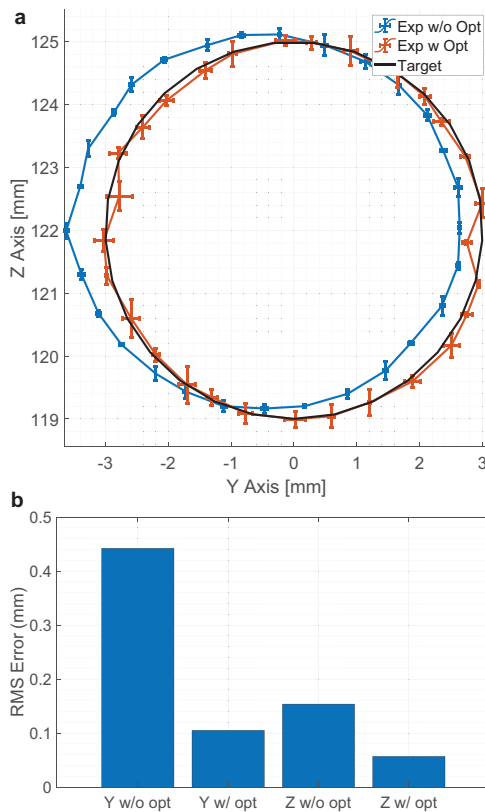 a
Exp w/o Opt
Exp w Opt
Target
125
124
123
122
121
120
119
Z Axis [mm]
-3 -2 -1 0 1 2 3
Y Axis [mm]
b
0.5
0.4
0.3
0.2
0.1
0
RMS Error (mm)
Y w/o opt Y w/ opt Z w/o opt Z w/ opt